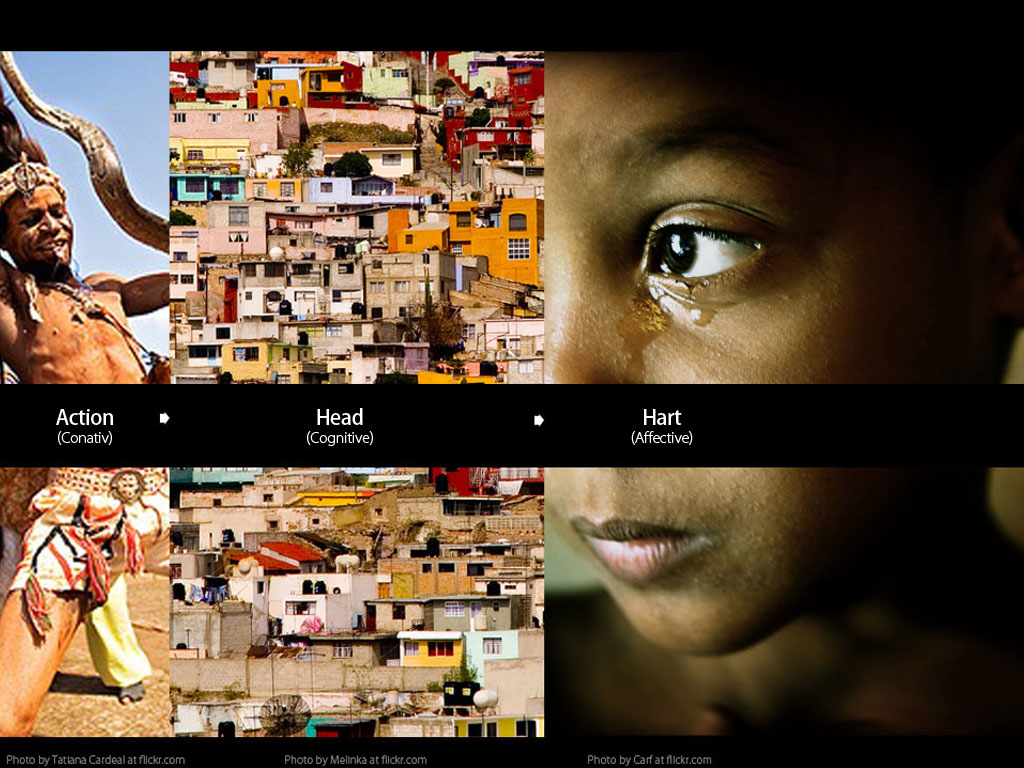 Action
(Conativ)
Head
(Cognitive)
Hart
(Affective)
Photo by Tatiana Cardeal at flickr.com
Photo by Melinka at flickr.com
Photo by Carf at flickr.com